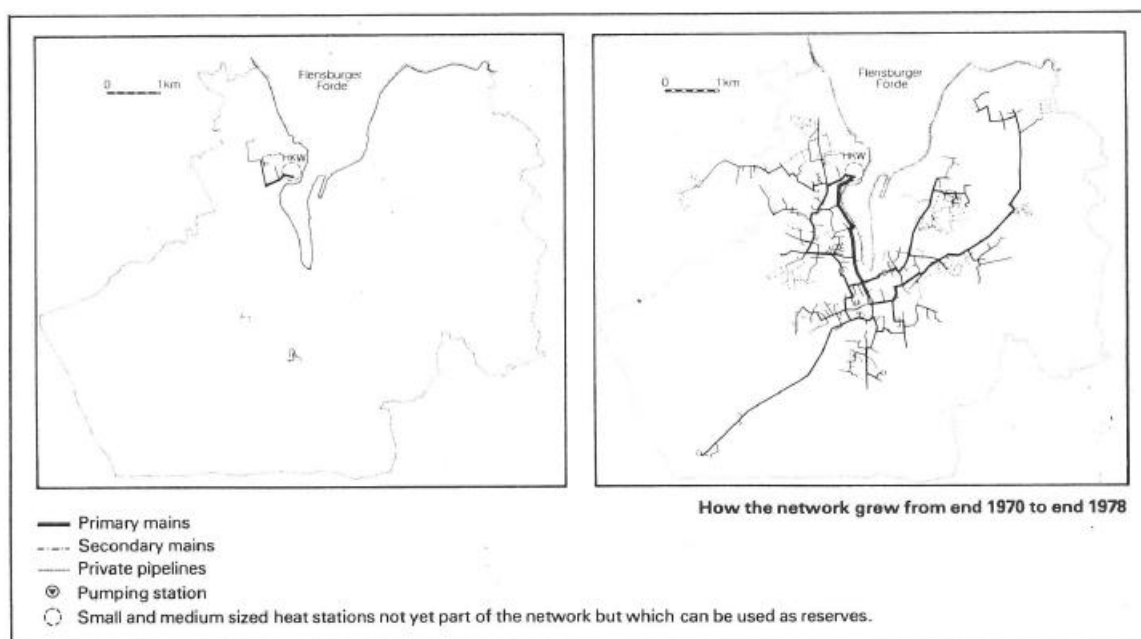 Flensburger
Förde
0 1km
HKW
Flensburger
Förde
0 1km
HKW
How the network grew from end 1970 to end 1978
Primary mains
Secondary mains
Private pipelines
Pumping station
Small and medium sized heat stations not yet part of the network but which can be used as reserves.